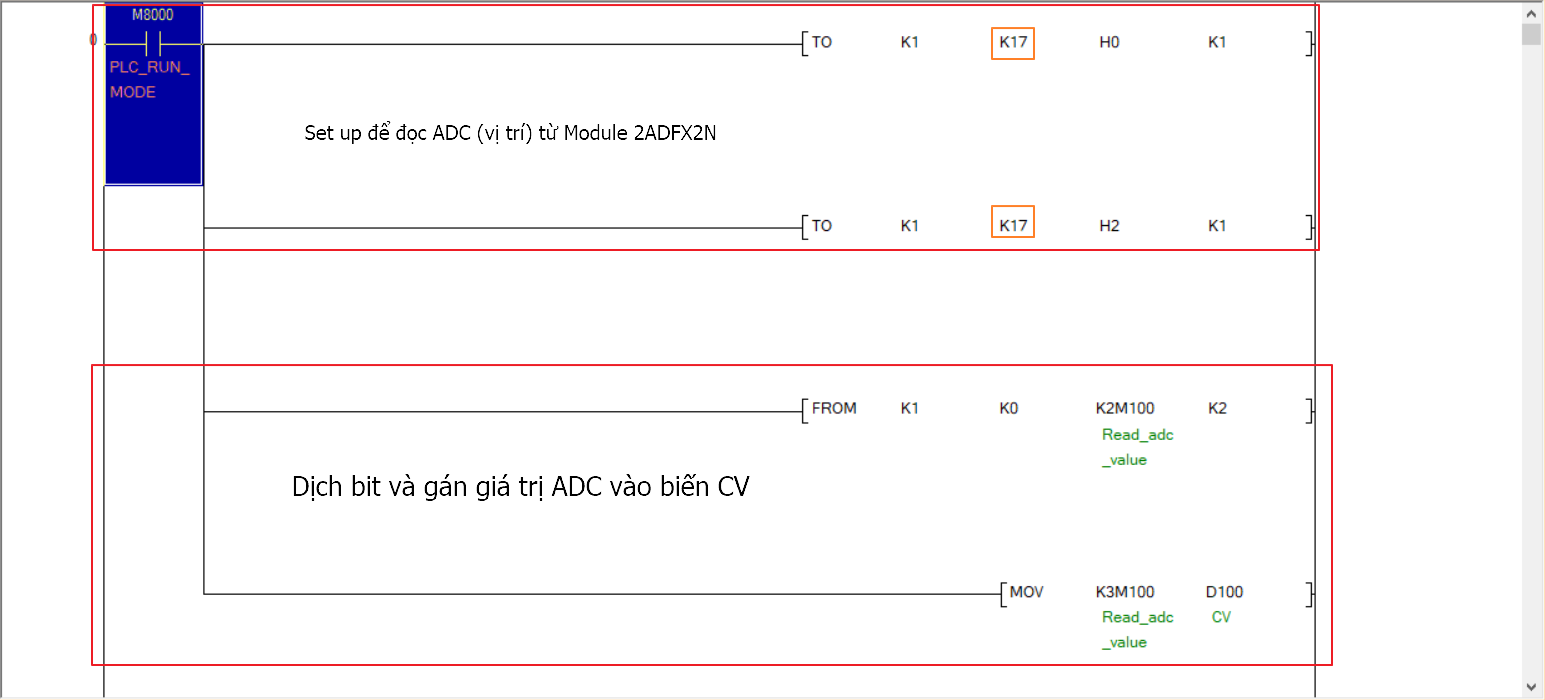 M8000
0
TO K1 K17 H0 K1
PLC_RUN_
MODE
Set up để đọc ADC (vị trí) từ Module 2ADFX2N
TO K1 K17 H2 K1
FROM K1 K0 K2M100 K2
Read_adc
_value
Dịch bit và gán giá trị ADC vào biến CV
MOV K3M100 D100
Read_adc CV
_value